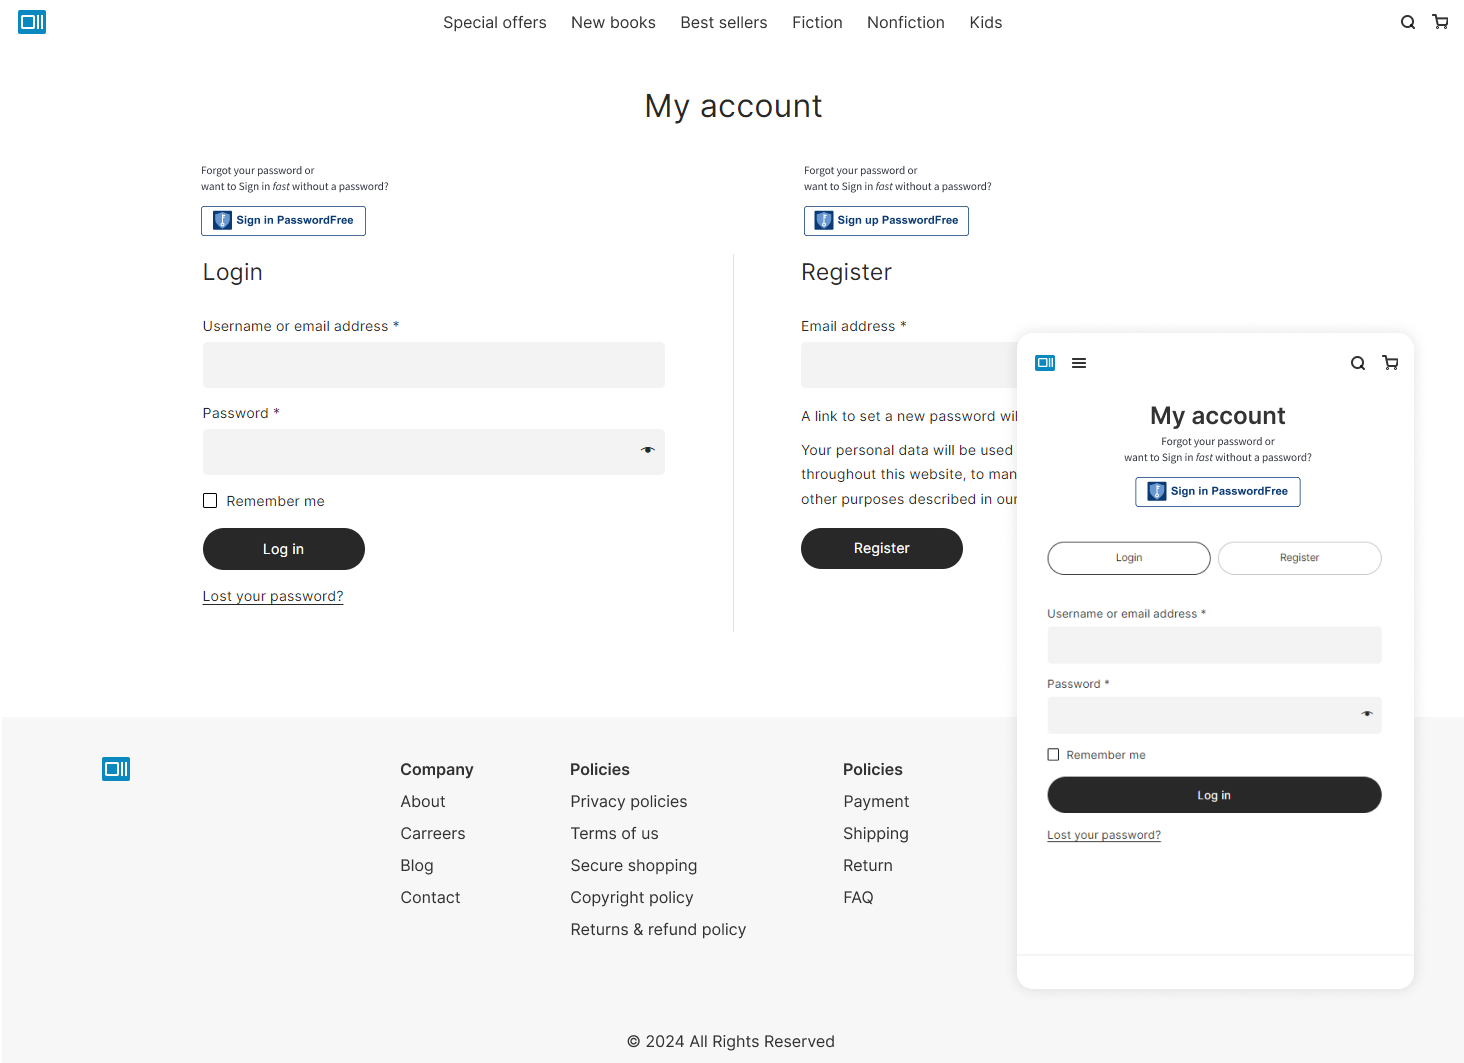 Special offers New books Best sellers Fiction Nonfiction Kids
My account
Forgot your password or
want to Sign in fast without a password?
Sign in PasswordFree
Login
Username or email address *
Password *
Remember me
Log in
Lost your password?
Forgot your password or
want to Sign in fast without a password?
Sign up PasswordFree
Register
Email address *
A link to set a new password wil
Your personal data will be used
throughout this website, to man
other purposes described in our
Register
My account
Forgot your password or
want to Sign in fast without a password?
Sign in PasswordFree
Login Register
Username or email address *
Password *
Remember me
Log in
Lost your password?
Company
About
Carreers
Blog
Contact
Policies
Privacy policies
Terms of us
Secure shopping
Copyright policy
Returns & refund policy
Policies
Payment
Shipping
Return
FAQ
© 2024 All Rights Reserved